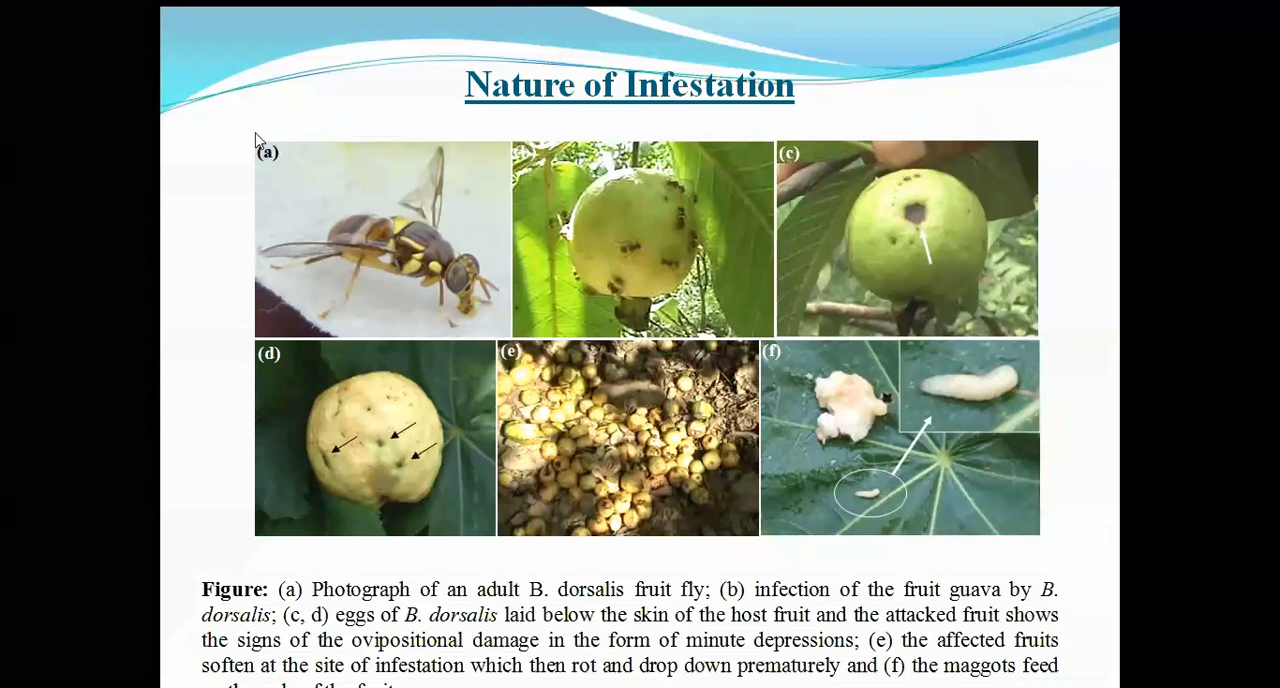 Nature of Infestation
(a)
(b)
(c)
(d)
(e)
(f)
Figure: (a) Photograph of an adult B. dorsalis fruit fly; (b) infection of the fruit guava by B.
dorsalis; (c, d) eggs of B. dorsalis laid below the skin of the host fruit and the attacked fruit shows
the signs of the ovipositional damage in the form of minute depressions; (e) the affected fruits
soften at the site of infestation which then rot and drop down prematurely and (f) the maggots feed